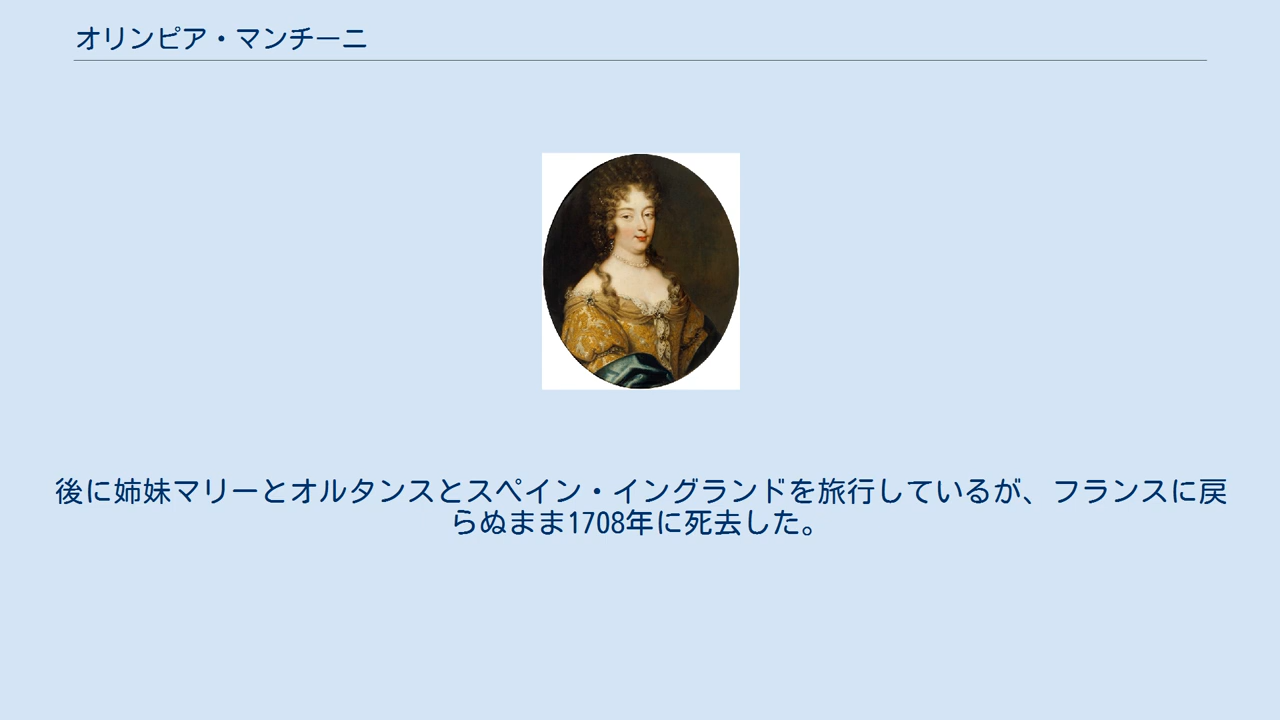 オリンピア・マンチーニ
後に姉妹マリーとオルタンスとスペイン・イングランドを旅行しているが、フランスに戻
らぬまま1708年に死去した。